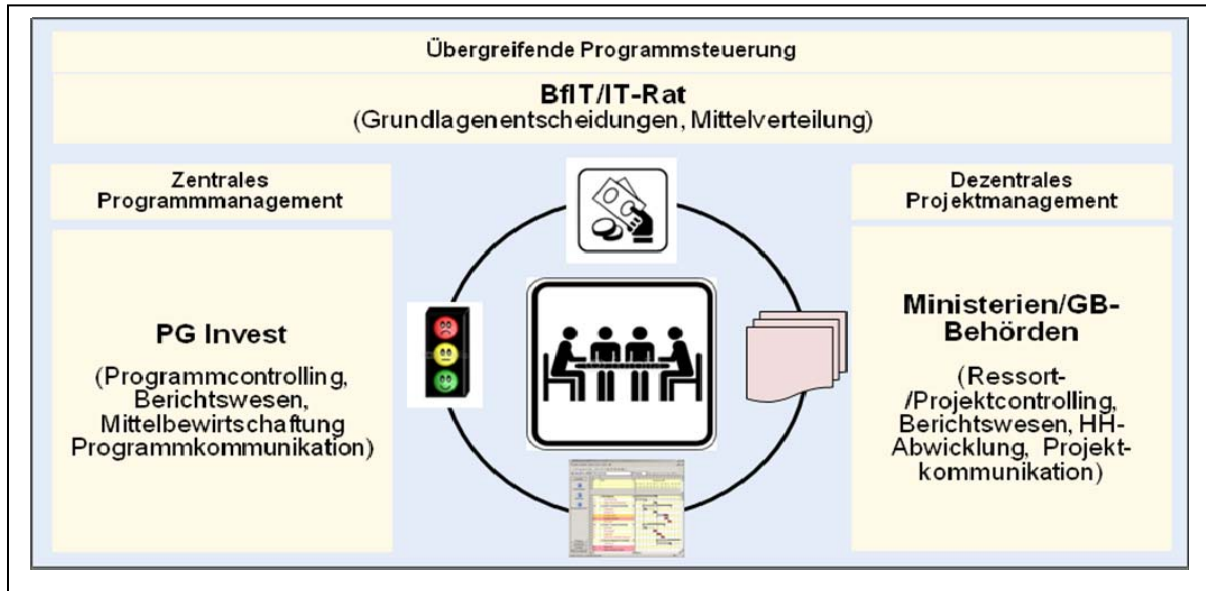 Übergreifende Programmsteuerung
BfIT/IT-Rat
(Grundlagenentscheidungen, Mittelverteilung)
Zentrales
Programmmanagement
PG Invest
(Programmcontrolling,
Berichtswesen,
Mittelbewirtschaftung
Programmkommunikation)
Dezentrales
Projektmanagement
Ministerien/GB-
Behörden
(Ressort-
/Projektcontrolling,
Berichtswesen, HH-
Abwicklung, Projekt-
kommunikation)